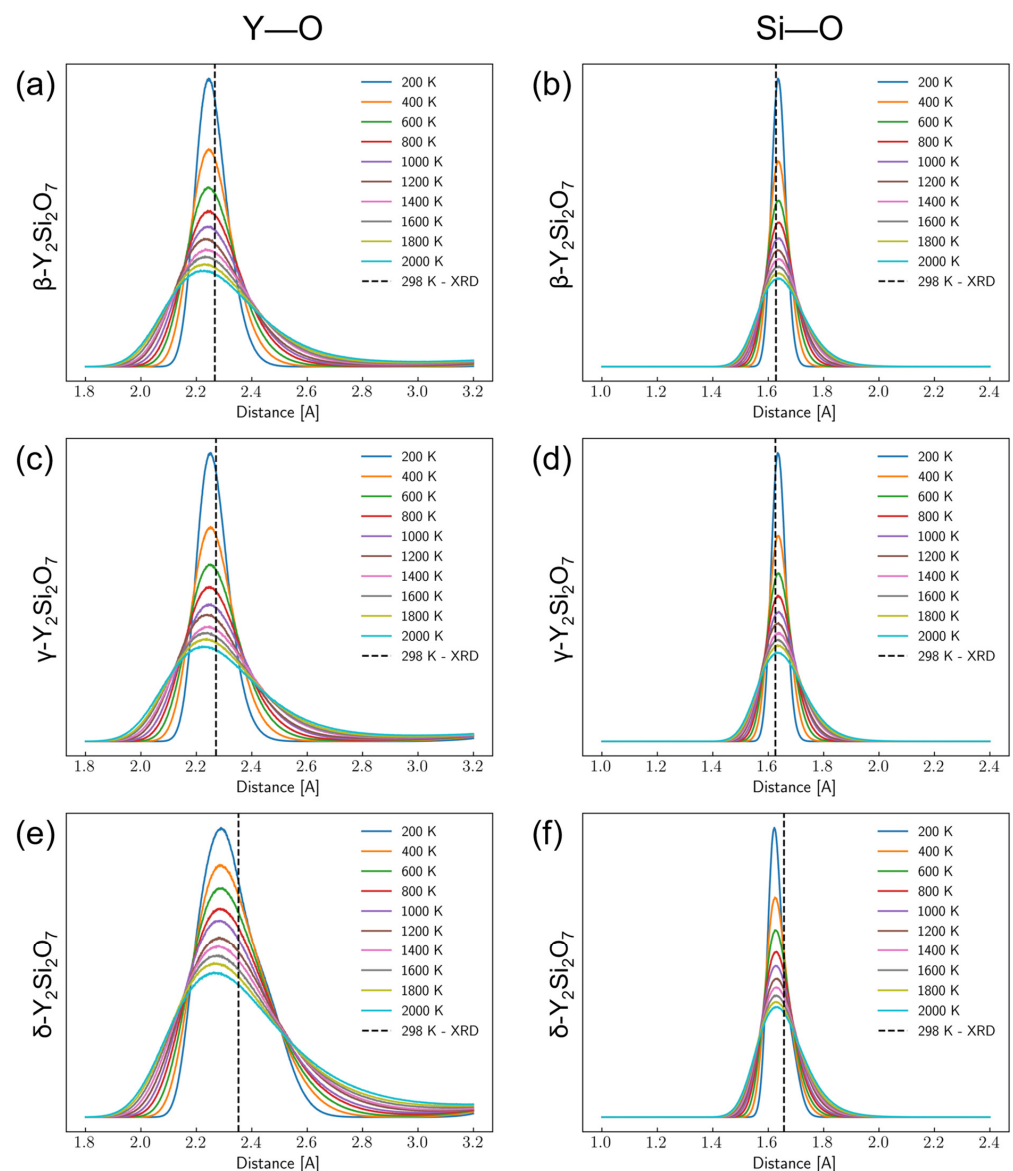 Y—O
Si—O
(a)
β-Y₂Si₂O₇
200 K
400 K
600 K
800 K
1000 K
1200 K
1400 K
1600 K
1800 K
2000 K
298 K - XRD
1.8 2.0 2.2 2.4 2.6 2.8 3.0 3.2
Distance [A]
(b)
β-Y₂Si₂O₇
200 K
400 K
600 K
800 K
1000 K
1200 K
1400 K
1600 K
1800 K
2000 K
298 K - XRD
1.0 1.2 1.4 1.6 1.8 2.0 2.2 2.4
Distance [A]
(c)
γ-Y₂Si₂O₇
200 K
400 K
600 K
800 K
1000 K
1200 K
1400 K
1600 K
1800 K
2000 K
298 K - XRD
1.8 2.0 2.2 2.4 2.6 2.8 3.0 3.2
Distance [A]
(d)
γ-Y₂Si₂O₇
200 K
400 K
600 K
800 K
1000 K
1200 K
1400 K
1600 K
1800 K
2000 K
298 K - XRD
1.0 1.2 1.4 1.6 1.8 2.0 2.2 2.4
Distance [A]
(e)
δ-Y₂Si₂O₇
200 K
400 K
600 K
800 K
1000 K
1200 K
1400 K
1600 K
1800 K
2000 K
298 K - XRD
1.8 2.0 2.2 2.4 2.6 2.8 3.0 3.2
Distance [A]
(f)
δ-Y₂Si₂O₇
200 K
400 K
600 K
800 K
1000 K
1200 K
1400 K
1600 K
1800 K
2000 K
298 K - XRD
1.0 1.2 1.4 1.6 1.8 2.0 2.2 2.4
Distance [A]